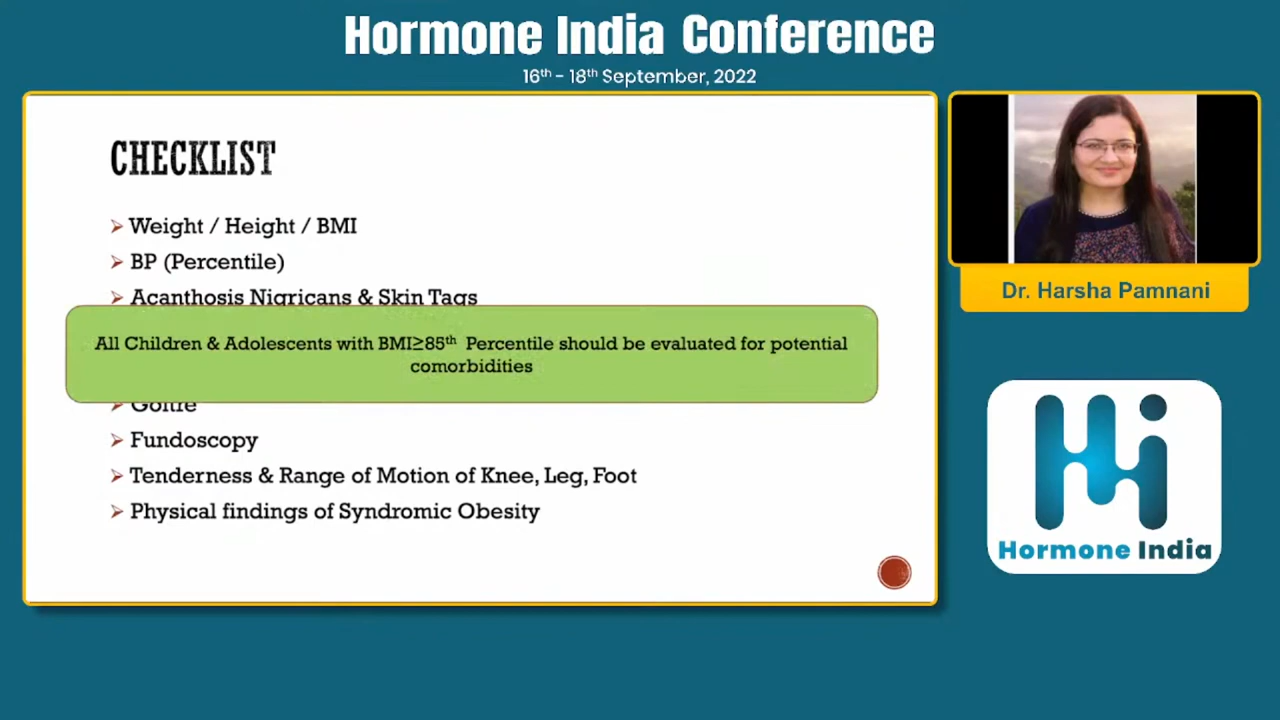 Hormone India Conference
16th - 18th September, 2022
CHECKLIST
Weight / Height / BMI
BP (Percentile)
Acanthosis Nigricans & Skin Tags
All Children & Adolescents with BMI≥85th Percentile should be evaluated for potential
comorbidities
Goitre
Fundoscopy
Tenderness & Range of Motion of Knee, Leg, Foot
Physical findings of Syndromic Obesity
Dr. Harsha Pamnani
Hi
Hormone India